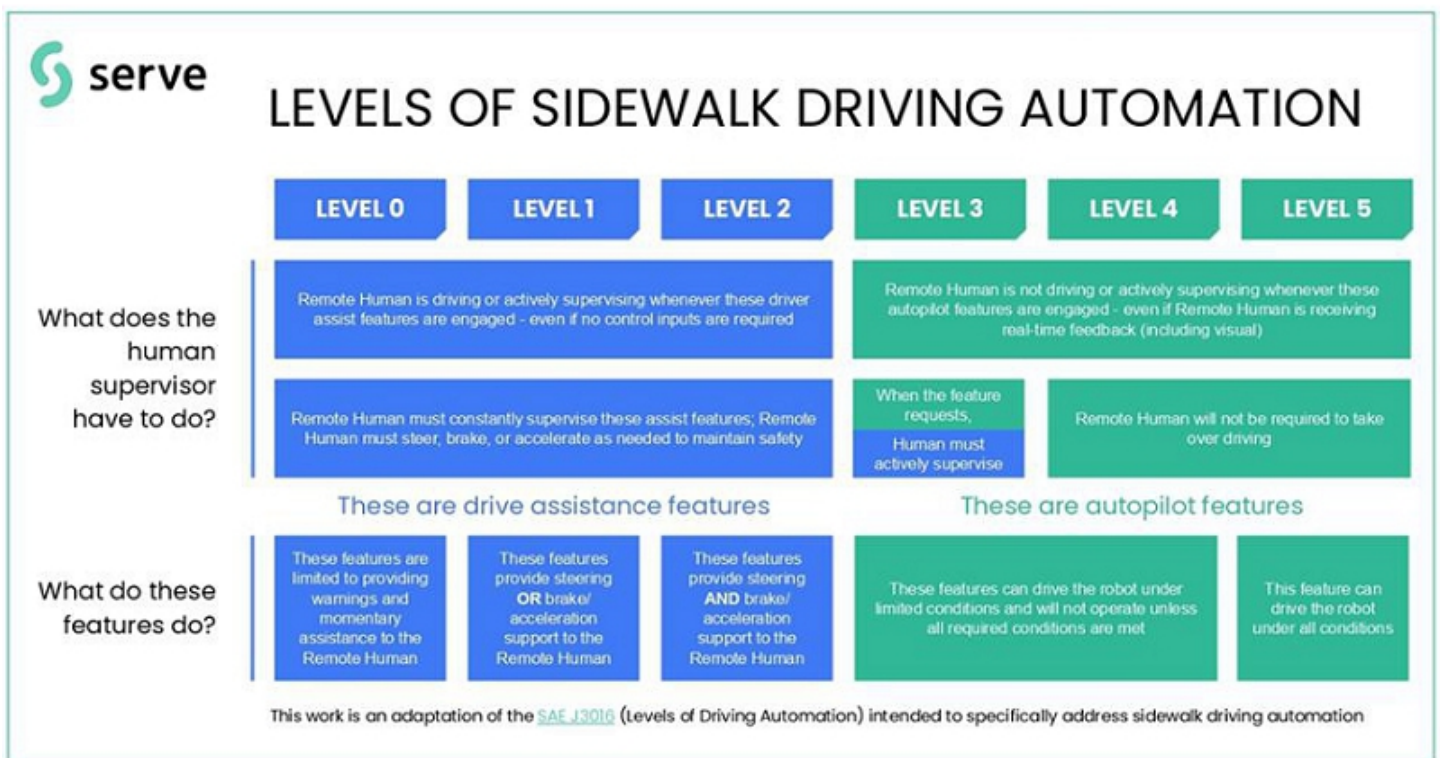 serve
LEVELS OF SIDEWALK DRIVING AUTOMATION
LEVEL 0
LEVEL 1
LEVEL 2
LEVEL 3
LEVEL 4
LEVEL 5
What does the
human
supervisor
have to do?
Remote Human is driving or actively supervising whenever these driver
assist features are engaged - even if no control inputs are required
Remote Human is not driving or actively supervising whenever these
autopilot features are engaged - even if Remote Human is receiving
real-time feedback (including visual)
Remote Human must constantly supervise these assist features; Remote
Human must steer, brake, or accelerate as needed to maintain safety
When the feature
requests,
Human must
actively supervise
Remote Human will not be required to take
over driving
These are drive assistance features
These are autopilot features
What do these
features do?
These features are
limited to providing
warnings and
momentary
assistance to the
Remote Human
These features
provide steering
OR brake/
acceleration
support to the
Remote Human
These features
provide steering
AND brake/
acceleration
support to the
Remote Human
These features can drive the robot under
limited conditions and will not operate unless
all required conditions are met
This feature can
drive the robot
under all conditions
This work is an adaptation of the SAE J3016 (Levels of Driving Automation) intended to specifically address sidewalk driving automation